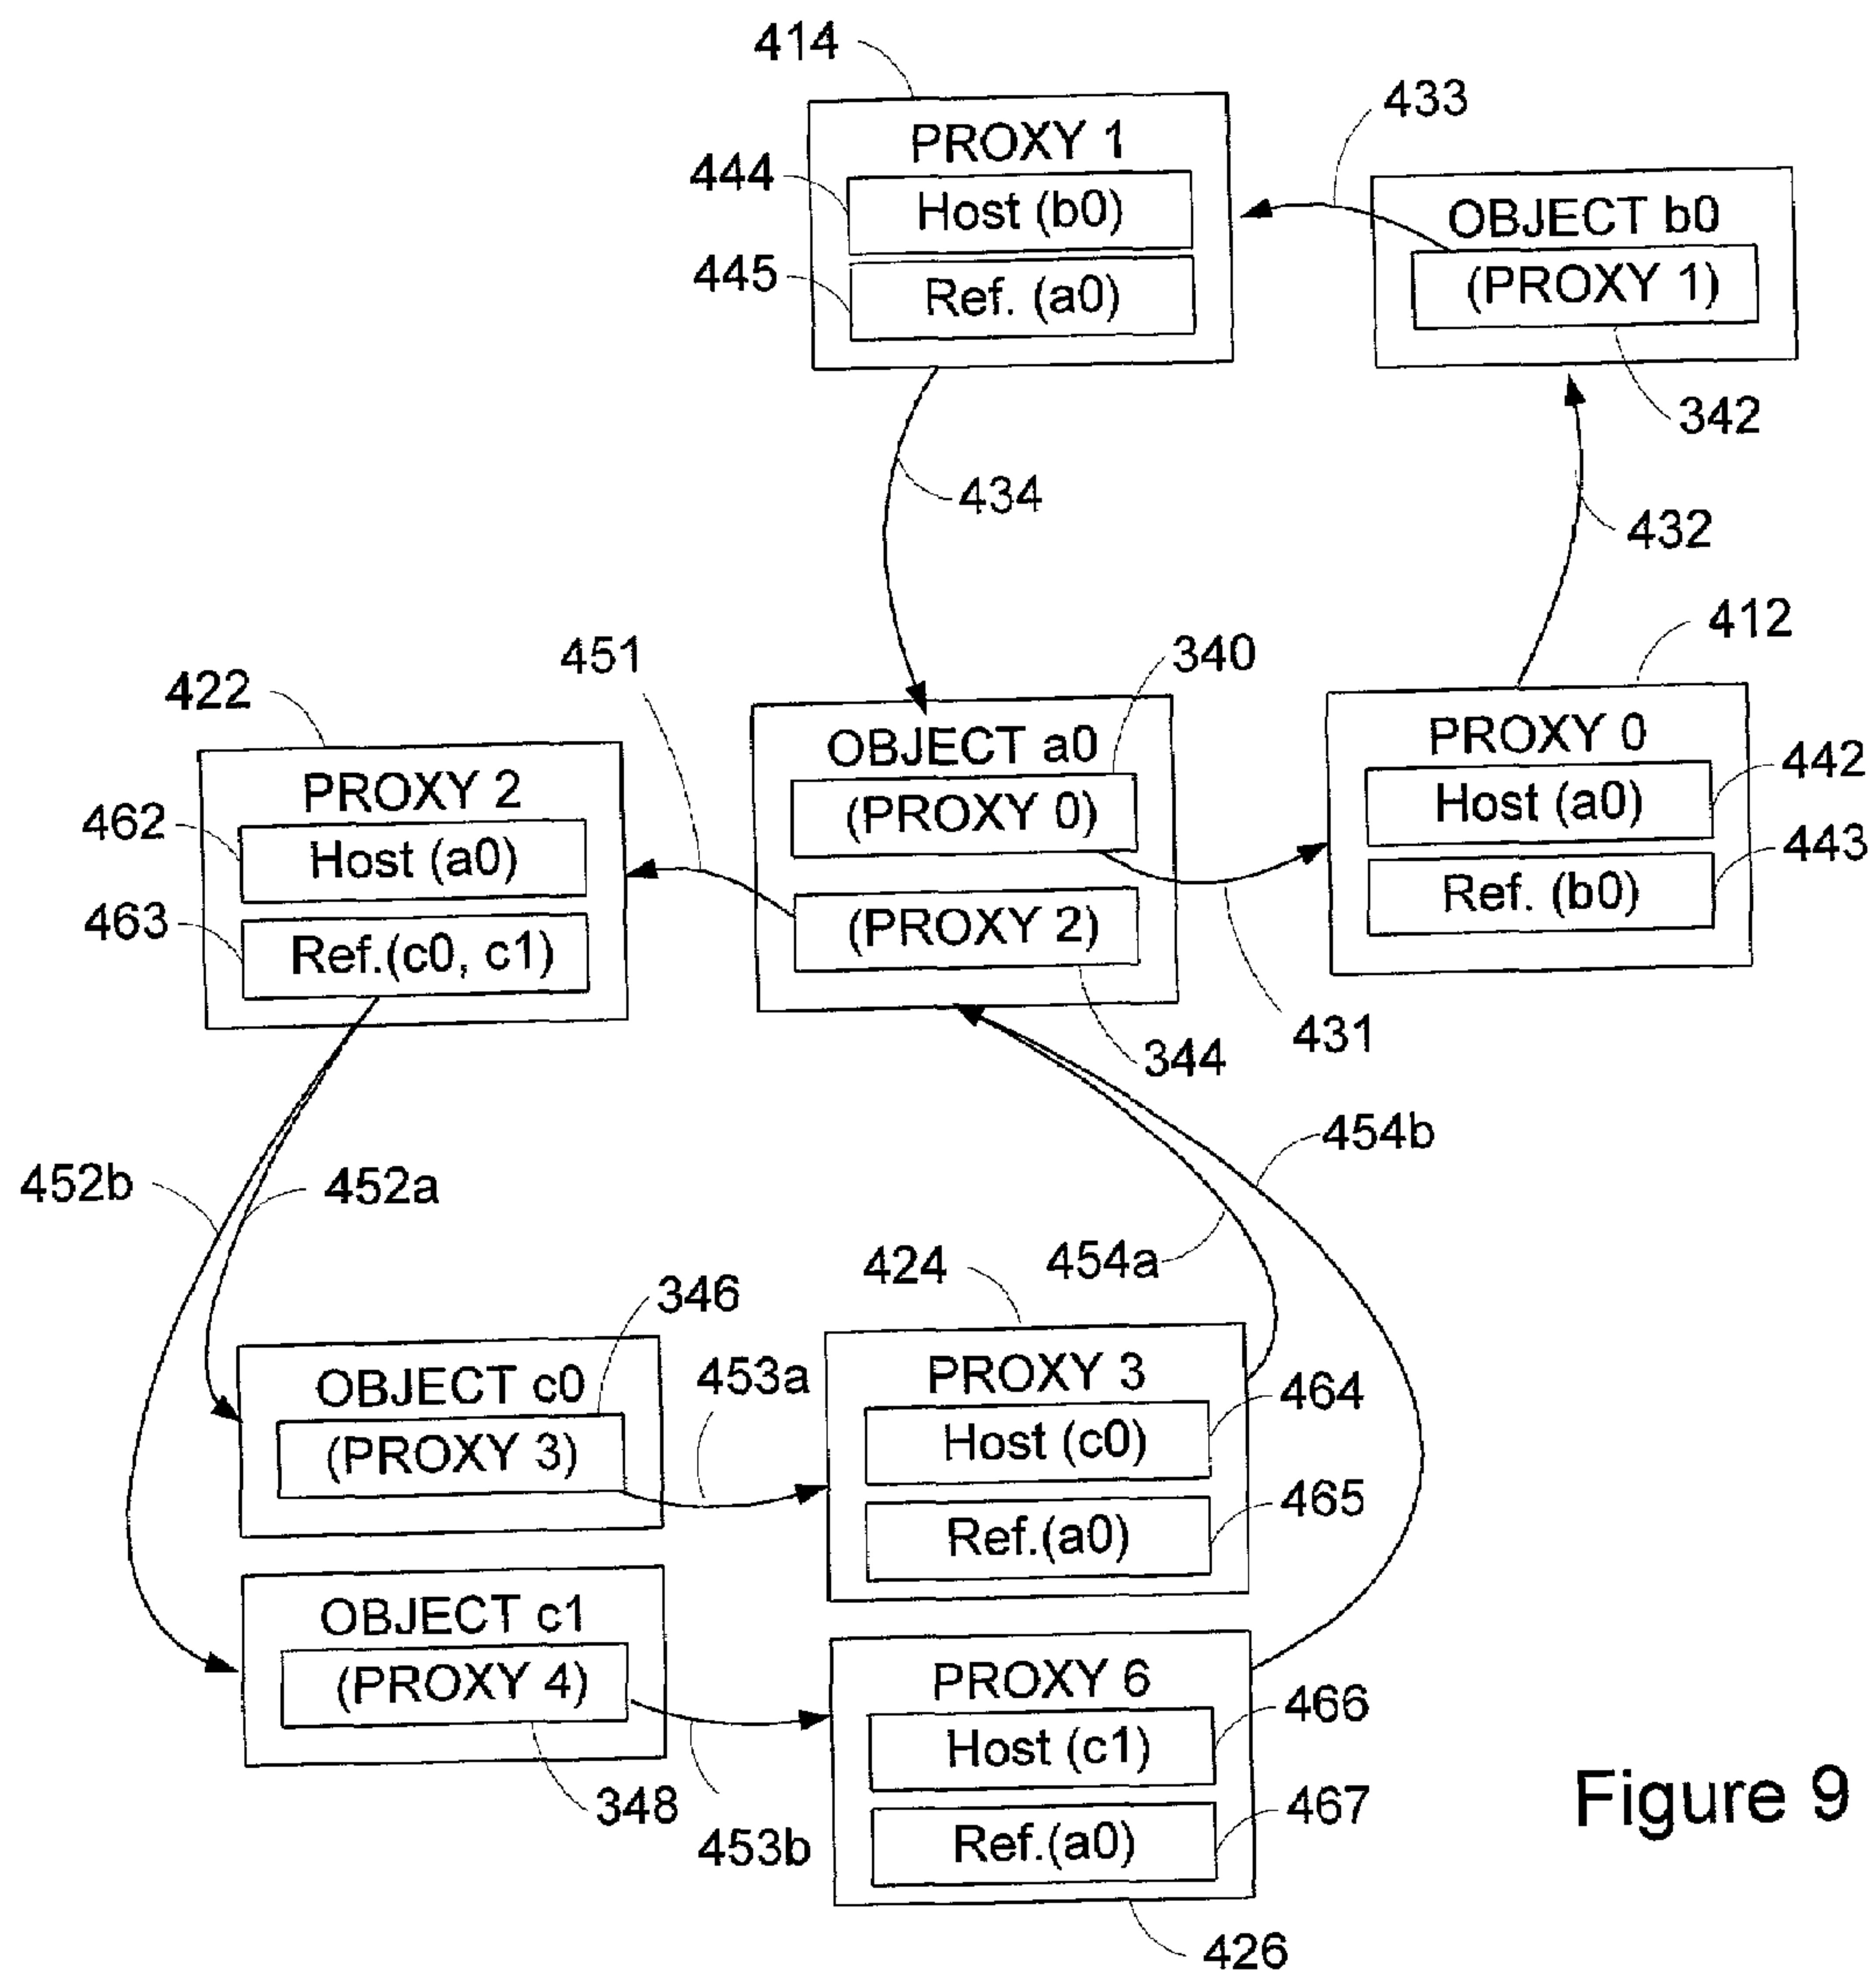 414
433
PROXY 1
444
Host (b0)
OBJECT b0
445
Ref. (a0)
(PROXY 1)
342
434
432
412
451
340
422
OBJECT a0
PROXY 0
PROXY 2
(PROXY 0)
442
462
Host (a0)
Host (a0)
443
463
Ref.(c0, c1)
(PROXY 2)
Ref. (b0)
431
344
454b
452b
452a
424
454a
346
PROXY 3
453a
OBJECT c0
464
(PROXY 3)
Host (c0)
465
Ref.(a0)
OBJECT c1
(PROXY 4)
PROXY 6
466
Host (c1)
348
467
453b
Ref.(a0)
Figure 9
426